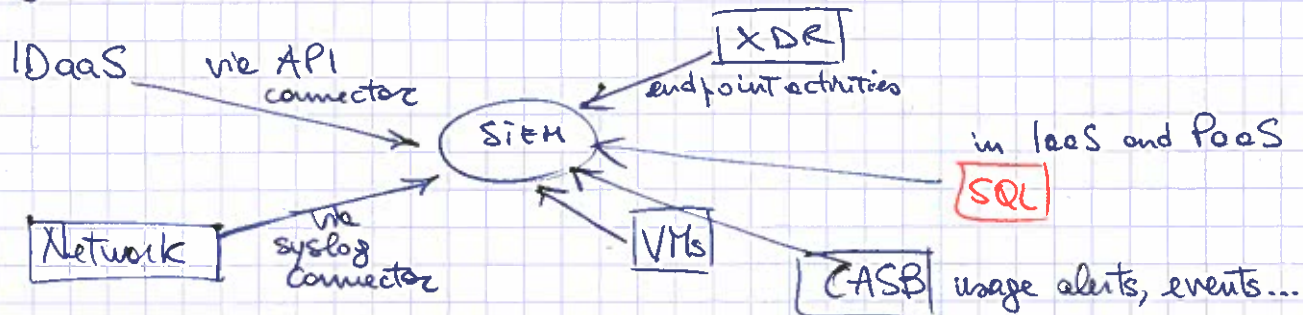 IDaaS via API
connector
XDR
endpoint activities
SiEM
in IaaS and PaaS
SQL
Network
via
syslog
connector
VMs
CASB usage alerts, events...